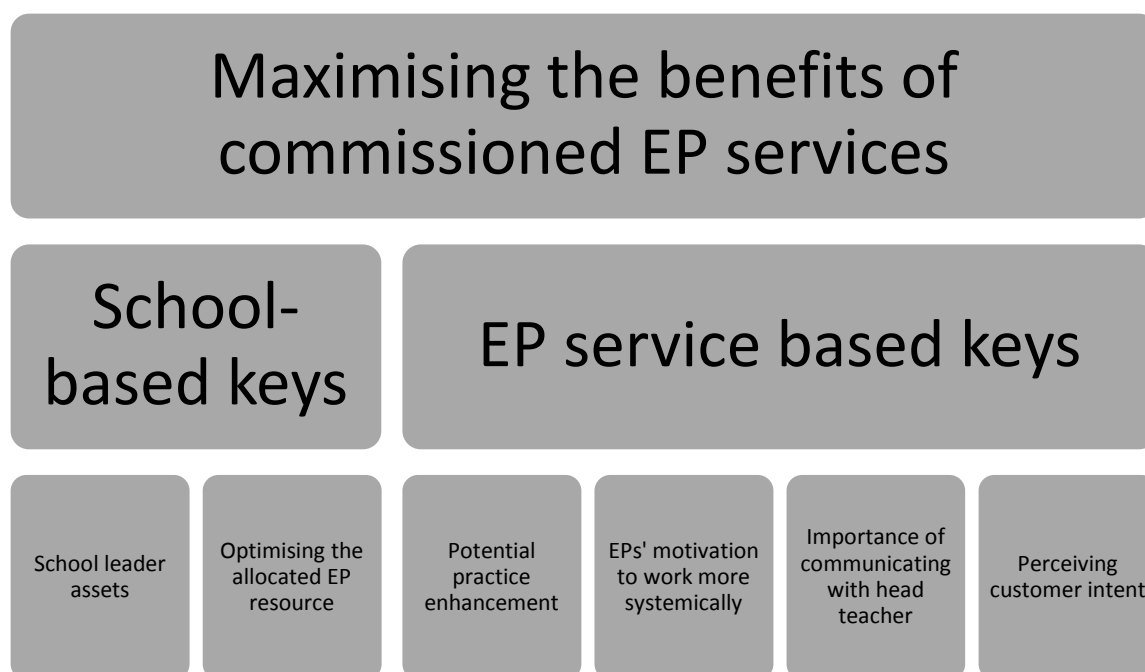 Maximising the benefits of
commissioned EP services
School-
based keys
EP service based keys
School leader
assets
Optimising the
allocated EP
resource
Potential
practice
enhancement
EPs' motivation
to work more
systemically
Importance of
communicating
with head
teacher
Perceiving
customer intent